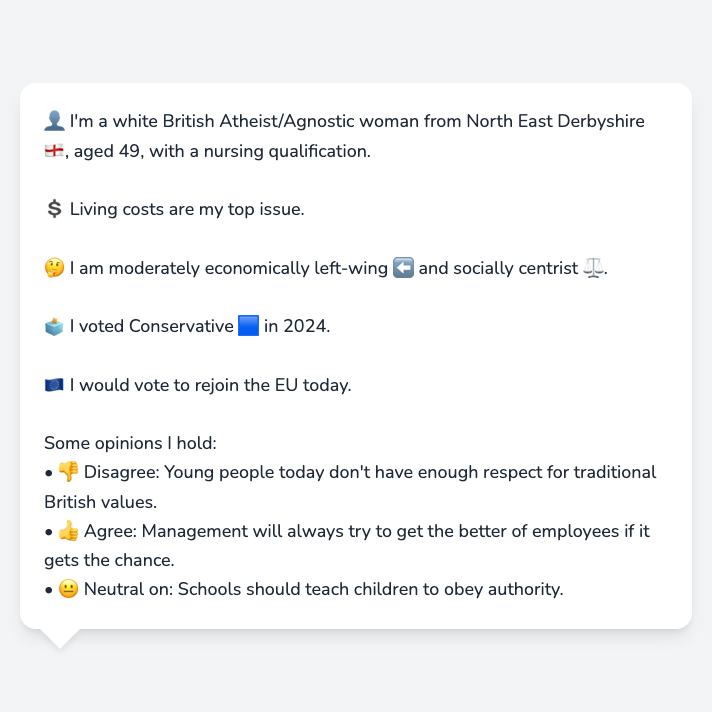 👤 I'm a white British Atheist/Agnostic woman from North East Derbyshire
🏴󠁧󠁢󠁥󠁮󠁧󠁿, aged 49, with a nursing qualification.
💲 Living costs are my top issue.
🤔 I am moderately economically left-wing ⬅️ and socially centrist ⚖️.
🗳️ I voted Conservative 🟦 in 2024.
🇪🇺 I would vote to rejoin the EU today.
Some opinions I hold:
• 👎 Disagree: Young people today don't have enough respect for traditional
British values.
• 👍 Agree: Management will always try to get the better of employees if it
gets the chance.
• 😐 Neutral on: Schools should teach children to obey authority.